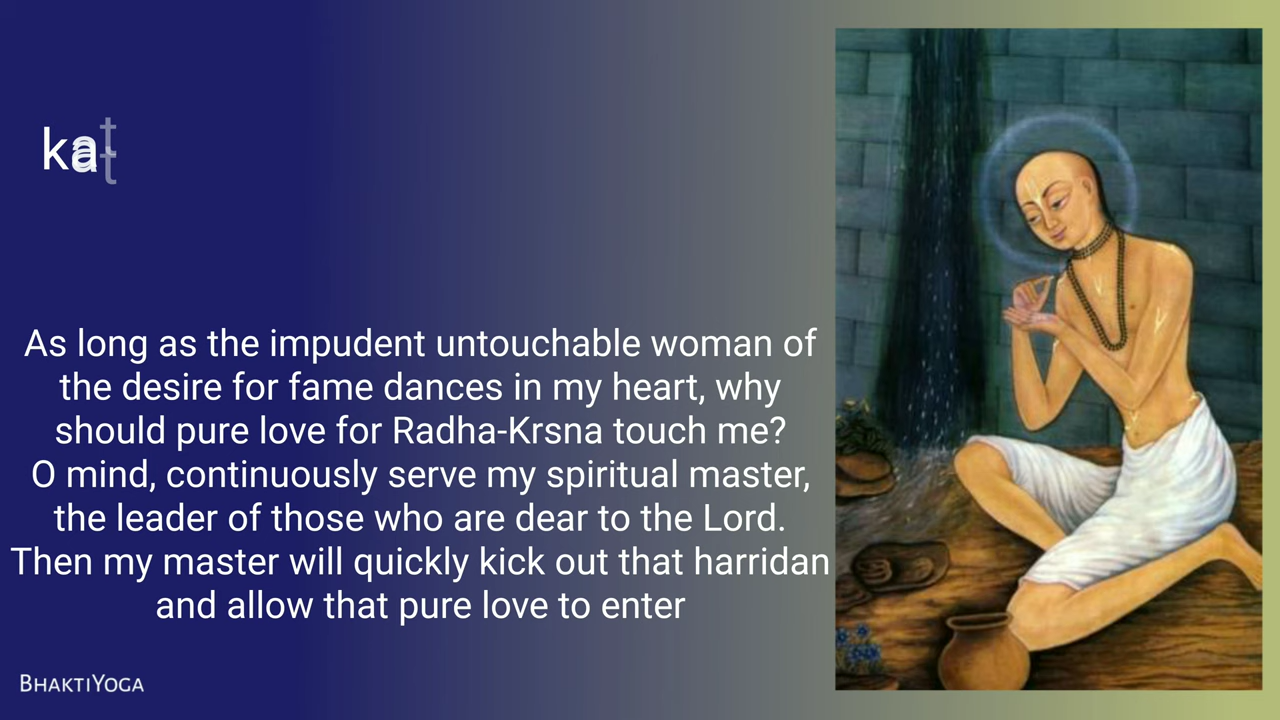 kat
As long as the impudent untouchable woman of
the desire for fame dances in my heart, why
should pure love for Radha-Krsna touch me?
O mind, continuously serve my spiritual master,
the leader of those who are dear to the Lord.
Then my master will quickly kick out that harridan
and allow that pure love to enter
BHAKTIYOGA